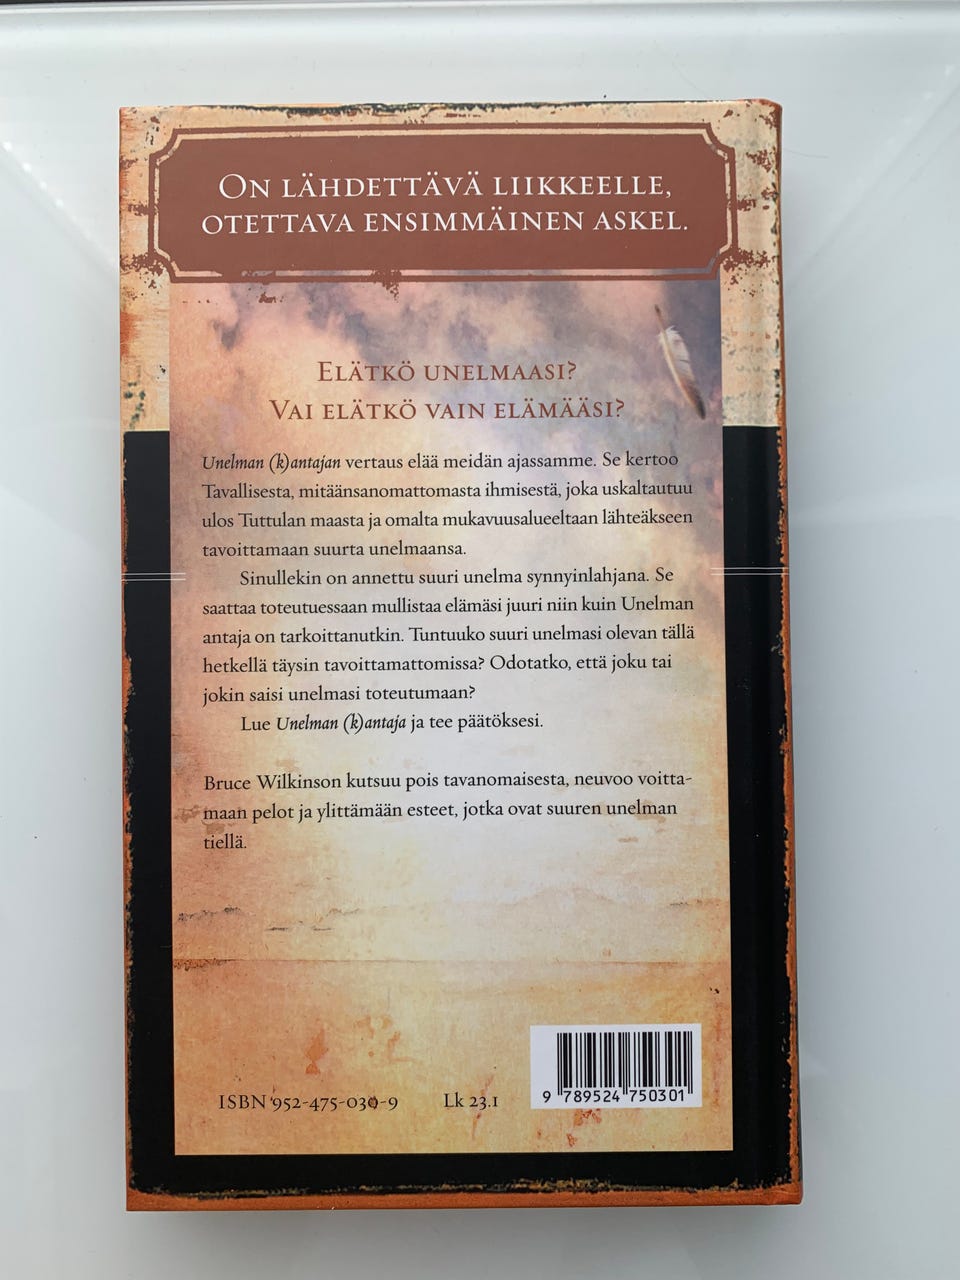 On lähdettävä liikkeelle,
otettava ensimmäinen askel.
Elätkö unelmaasi?
Vai elätkö vain elämääsi?
Unelman (k)antajan vertaus elää meidän ajassamme. Se kertoo
Tavallisesta, mitäänsanomattomasta ihmisestä, joka uskaltautuu
ulos Tuttulan maasta ja omalta mukavuusalueeltaan lähteäkseen
tavoittamaan suurta unelmaansa.
Sinullekin on annettu suuri unelma synnyinlahjana. Se
saattaa toteutuessaan mullistaa elämäsi juuri niin kuin Unelman
antaja on tarkoittanutkin. Tuntuuko suuri unelmasi olevan tällä
hetkellä täysin tavoittamattomissa? Odotatko, että joku tai
jokin saisi unelmasi toteutumaan?
Lue Unelman (k)antaja ja tee päätöksesi.
Bruce Wilkinson kutsuu pois tavanomaisesta, neuvoo voitta-
maan pelot ja ylittämään esteet, jotka ovat suuren unelman
tiellä.
ISBN 952-475-030-9 Lk 23.1
9 789524 750301